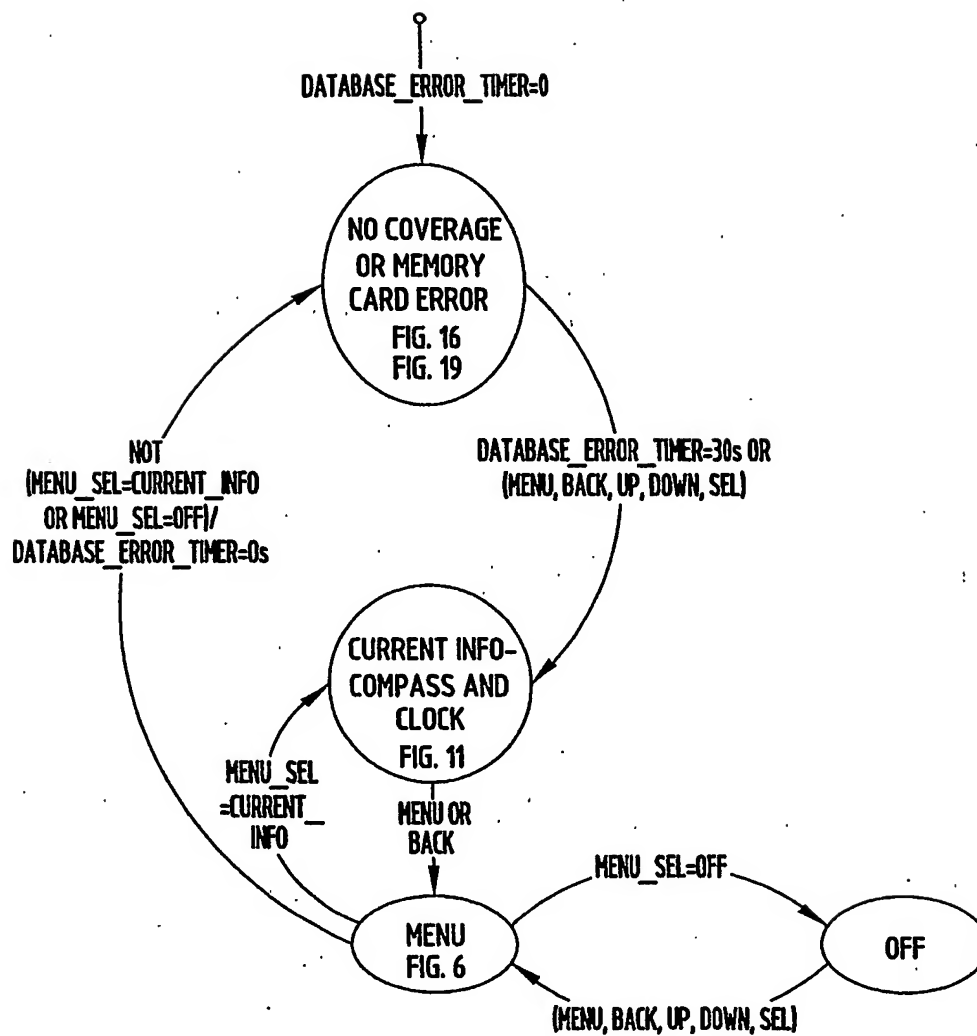 DATABASE_ERROR_TIMER=0
NO COVERAGE
OR MEMORY
CARD ERROR
FIG. 16
FIG. 19
NOT
(MENU_SEL=CURRENT_INFO
OR MENU_SEL=OFF)/
DATABASE_ERROR_TIMER=0s
DATABASE_ERROR_TIMER=30s OR
(MENU, BACK, UP, DOWN, SEL)
CURRENT INFO-
COMPASS AND
CLOCK
FIG. 11
MENU_SEL
=CURRENT_
INFO
MENU OR
BACK
MENU_SEL=OFF
MENU
FIG. 6
OFF
(MENU, BACK, UP, DOWN, SEL)